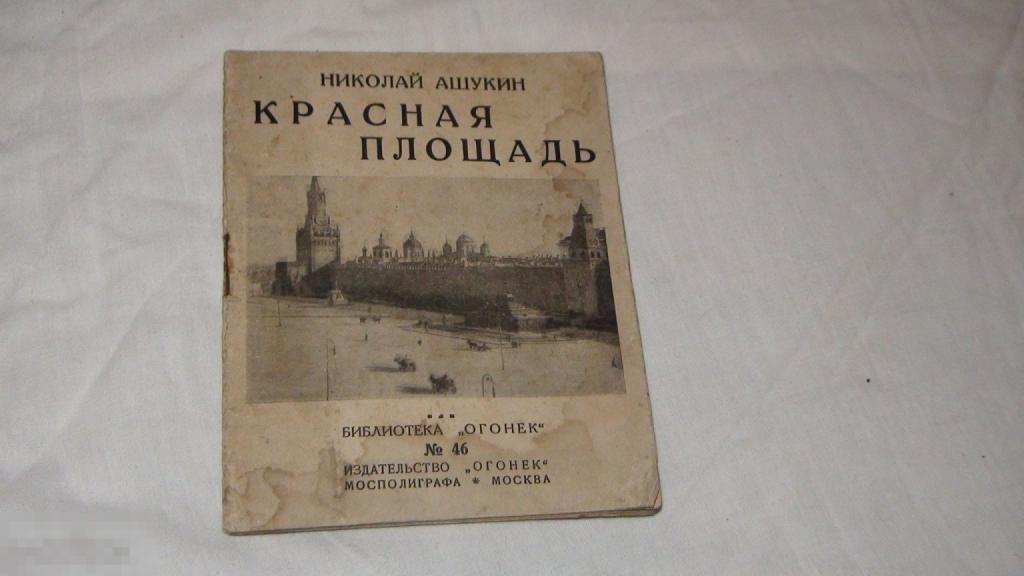 НИКОЛАЙ АШУКИН
КРАСНАЯ
ПЛОЩАДЬ
БИБЛИОТЕКА „ОГОНЕК“
№ 46
ИЗДАТЕЛЬСТВО „ОГОНЕК“
МОСПОЛИГРАФА * МОСКВА